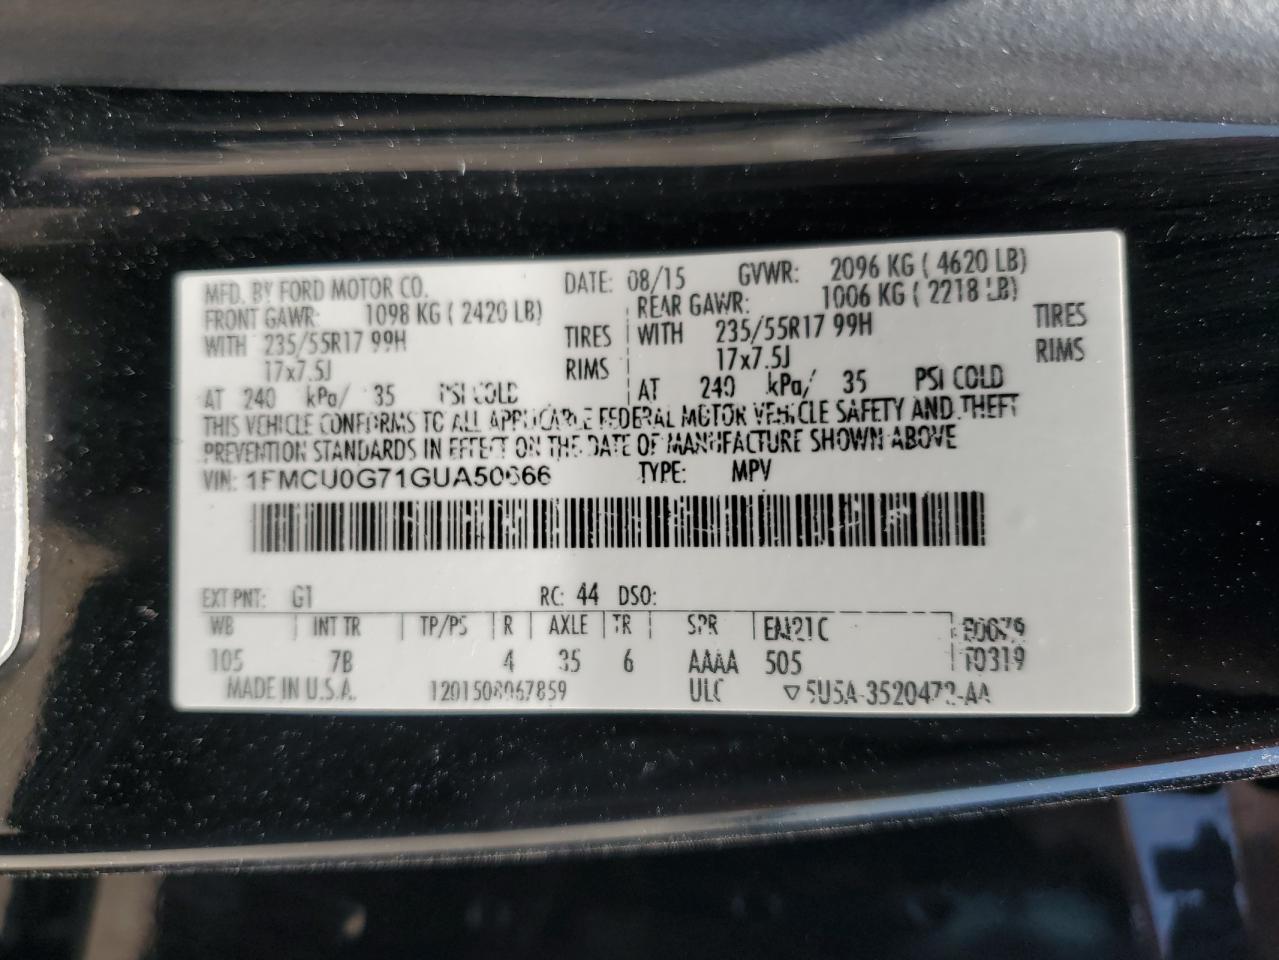 MFD. BY FORD MOTOR CO. DATE: 08/15 GVWR: 2096 KG ( 4620 LB)
FRONT GAWR: 1098 KG ( 2420 LB) REAR GAWR: 1006 KG ( 2218 LB)
WITH 235/55R17 99H TIRES WITH 235/55R17 99H TIRES
17x7.5J RIMS 17x7.5J RIMS
AT 240 kPa/ 35 PSI COLD AT 240 kPa/ 35 PSI COLD
THIS VEHICLE CONFORMS TO ALL APPLICABLE FEDERAL MOTOR VEHICLE SAFETY AND THEFT
PREVENTION STANDARDS IN EFFECT ON THE DATE OF MANUFACTURE SHOWN ABOVE
VIN: TYPE: MPV
EXT PNT: G1 RC: 44 DSO:
WB INT TR TP/PS R AXLE TR SPR
105 7B 4 35 6 AAAA 505 T0319
MADE IN U.S.A. ULC